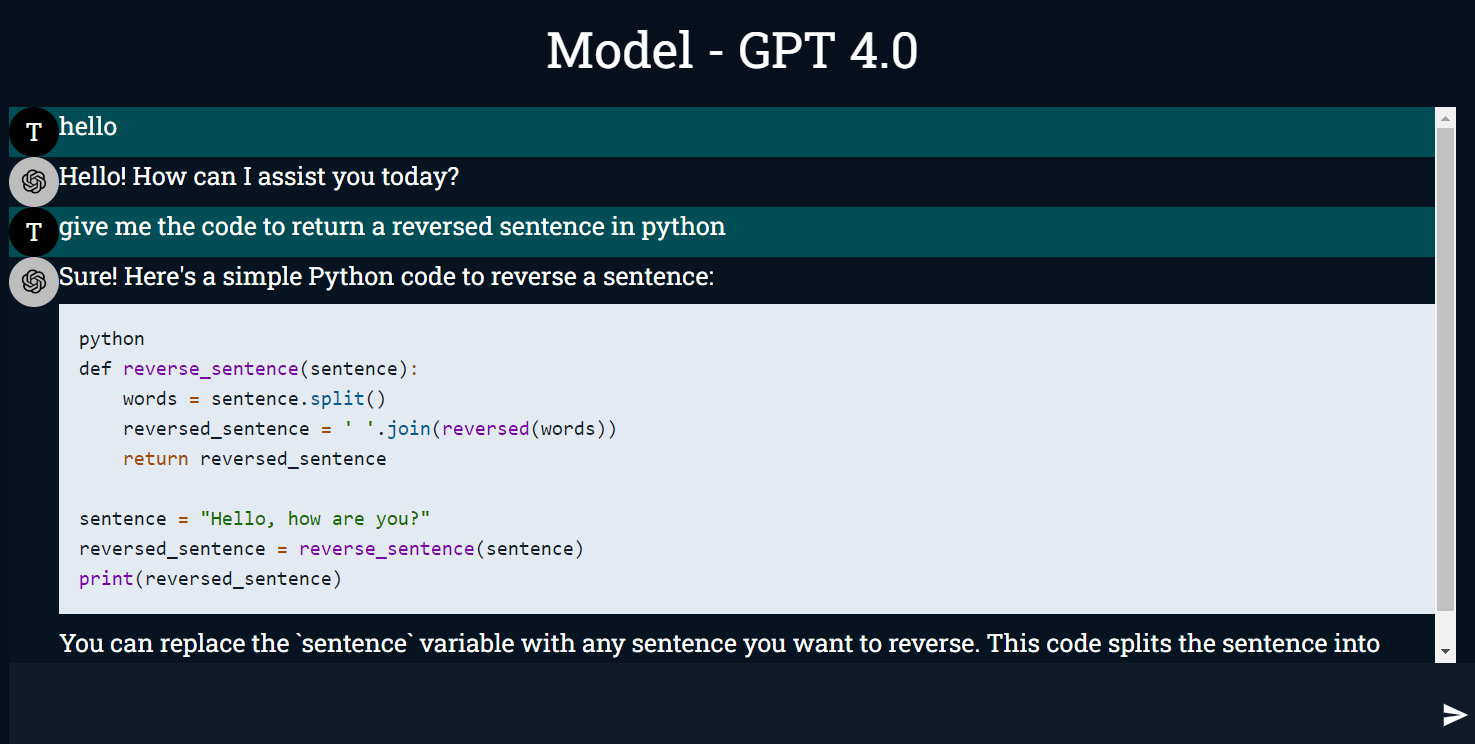 Model - GPT 4.0
T hello
Hello! How can I assist you today?
T give me the code to return a reversed sentence in python
Sure! Here's a simple Python code to reverse a sentence:
python
def reverse_sentence(sentence):
    words = sentence.split()
    reversed_sentence = ' '.join(reversed(words))
    return reversed_sentence

sentence = "Hello, how are you?"
reversed_sentence = reverse_sentence(sentence)
print(reversed_sentence)
You can replace the `sentence` variable with any sentence you want to reverse. This code splits the sentence into